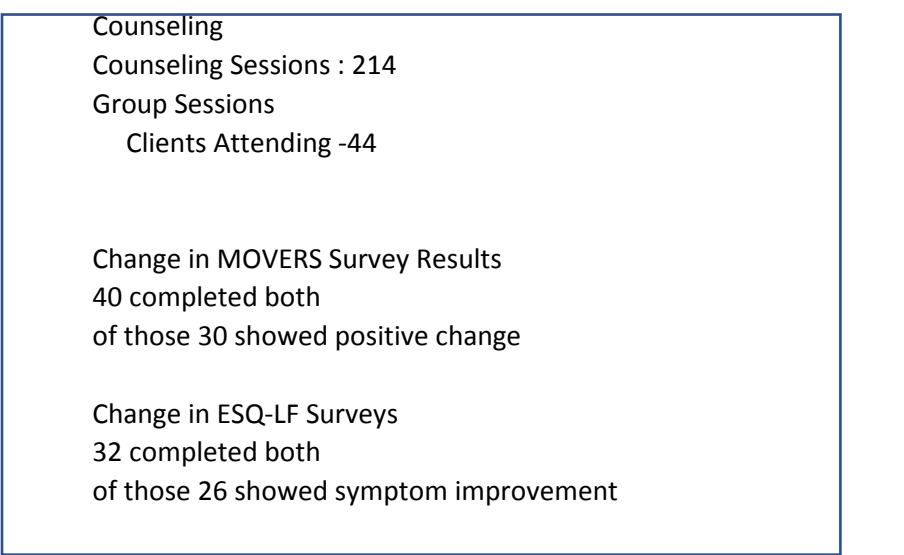 Counseling
Counseling Sessions : 214
Group Sessions
Clients Attending -44
Change in MOVERS Survey Results
40 completed both
of those 30 showed positive change
Change in ESQ-LF Surveys
32 completed both
of those 26 showed symptom improvement